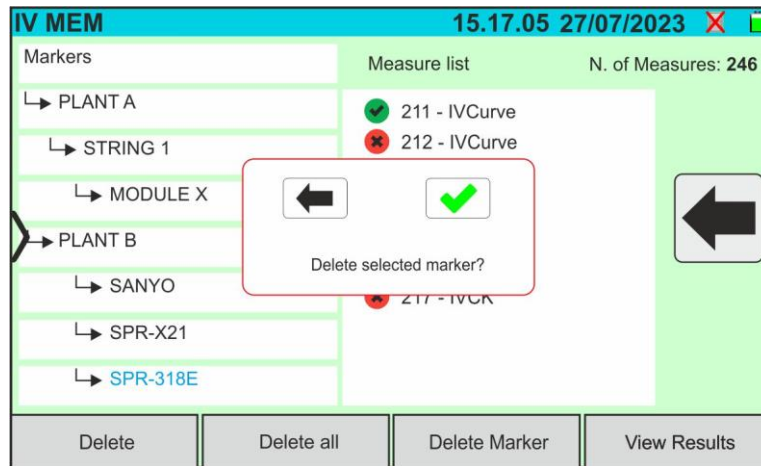 IV MEM 15.17.05 27/07/2023
Markers
Measure list N. of Measures: 246
PLANT A
211 - IVCurve
212 - IVCurve
STRING 1
MODULE X
PLANT B
Delete selected marker?
SANYO
217 - IVCK
SPR-X21
SPR-318E
Delete Delete all Delete Marker View Results